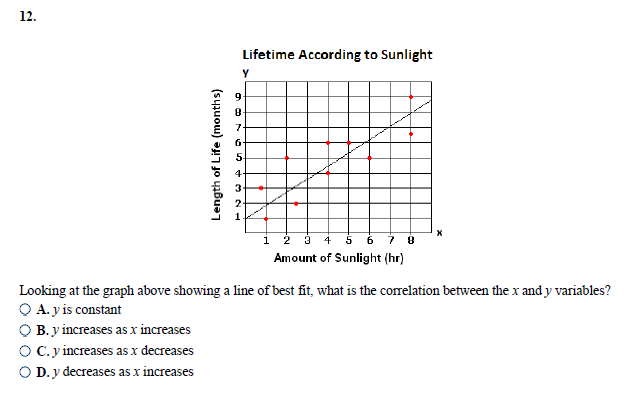 12.
Lifetime According to Sunlight
y
Length of Life (months)
9
8
7
6
5
4
3
2
1
1 2 3 4 5 6 7 8
x
Amount of Sunlight (hr)
Looking at the graph above showing a line of best fit, what is the correlation between the x and y variables?
A. y is constant
B. y increases as x increases
C. y increases as x decreases
D. y decreases as x increases